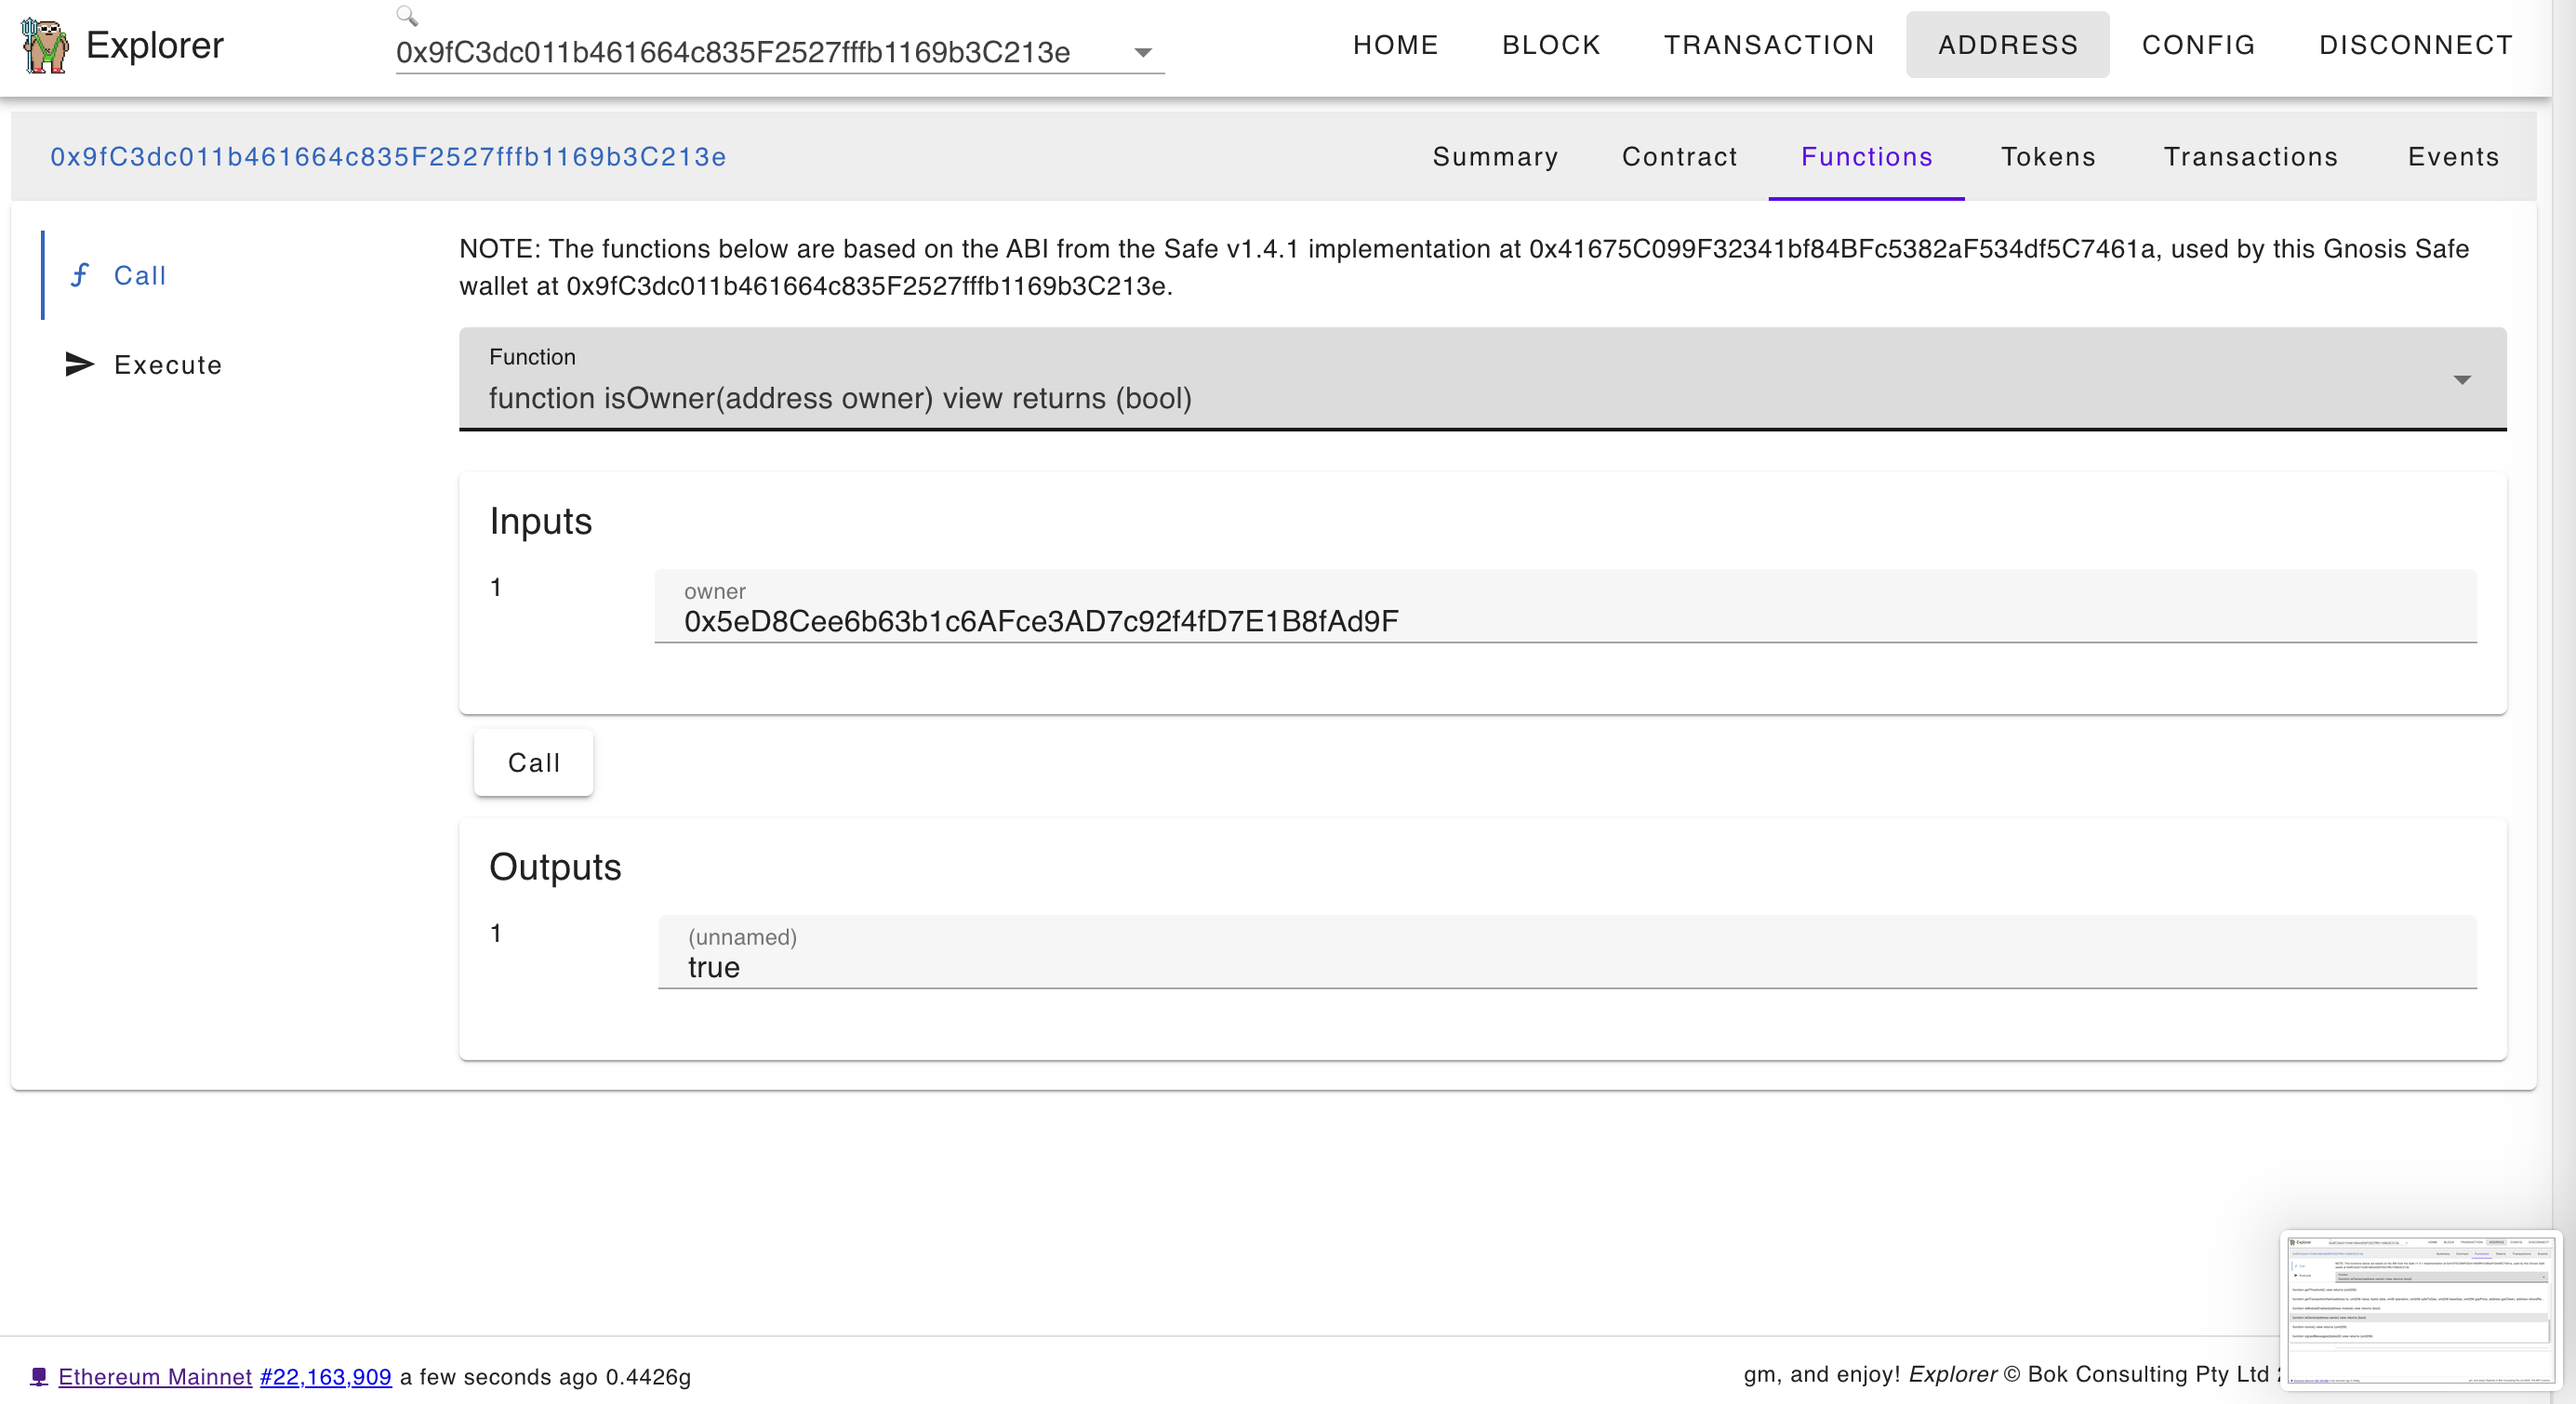 Explorer
0x9fC3dc011b461664c835F2527fffb1169b3C213e
HOME BLOCK TRANSACTION ADDRESS CONFIG DISCONNECT
0x9fC3dc011b461664c835F2527fffb1169b3C213e
Summary Contract Functions Tokens Transactions Events
Call
Execute
NOTE: The functions below are based on the ABI from the Safe v1.4.1 implementation at 0x41675C099F32341bf84BFc5382aF534df5C7461a, used by this Gnosis Safe
wallet at 0x9fC3dc011b461664c835F2527fffb1169b3C213e.
Function
function isOwner(address owner) view returns (bool)
Inputs
1
owner
0x5eD8Cee6b63b1c6AFce3AD7c92f4fD7E1B8fAd9F
Call
Outputs
1
(unnamed)
true
Ethereum Mainnet #22,163,909 a few seconds ago 0.4426g
gm, and enjoy! Explorer © Bok Consulting Pty Ltd